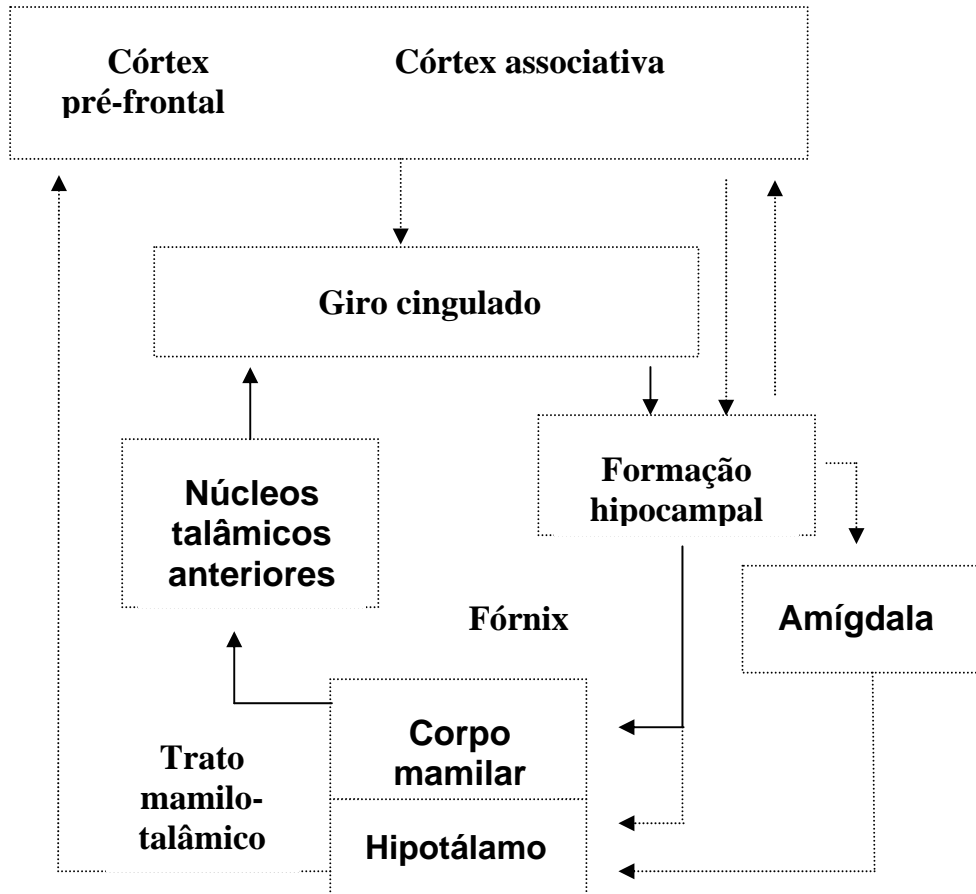 Córtex
pré-frontal
Córtex associativa
Giro cingulado
Núcleos
talâmicos
anteriores
Formação
hipocampal
Fórnix
Amígdala
Trato
mamilo-
talâmico
Corpo
mamilar
Hipotálamo